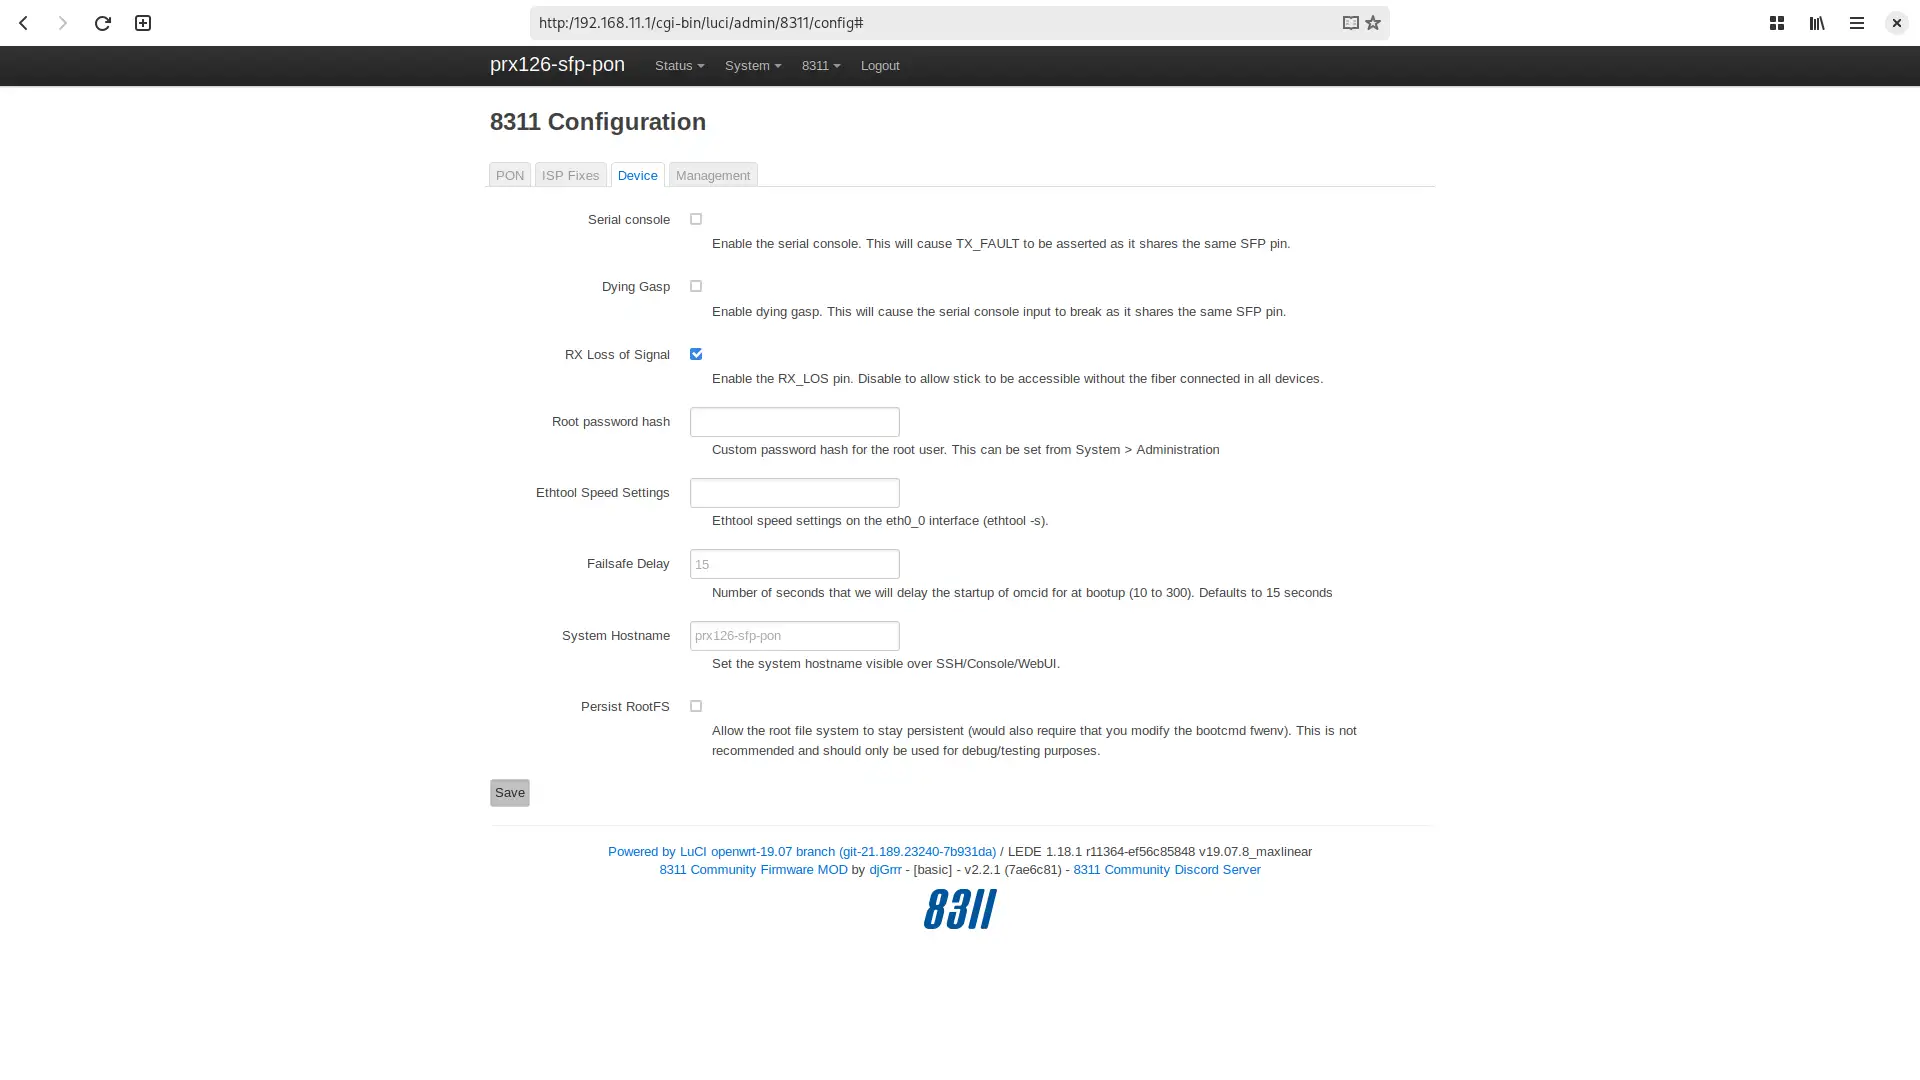 http:/192.168.11.1/cgi-bin/luci/admin/8311/config#
prx126-sfp-pon Status System 8311 Logout
8311 Configuration
PON ISP Fixes Device Management
Serial console
Enable the serial console. This will cause TX_FAULT to be asserted as it shares the same SFP pin.
Dying Gasp
Enable dying gasp. This will cause the serial console input to break as it shares the same SFP pin.
RX Loss of Signal
Enable the RX_LOS pin. Disable to allow stick to be accessible without the fiber connected in all devices.
Root password hash
Custom password hash for the root user. This can be set from System > Administration
Ethtool Speed Settings
Ethtool speed settings on the eth0_0 interface (ethtool -s).
Failsafe Delay 15
Number of seconds that we will delay the startup of omcid for at bootup (10 to 300). Defaults to 15 seconds
System Hostname prx126-sfp-pon
Set the system hostname visible over SSH/Console/WebUI.
Persist RootFS
Allow the root file system to stay persistent (would also require that you modify the bootcmd fwenv). This is not
recommended and should only be used for debug/testing purposes.
Save
Powered by LuCI openwrt-19.07 branch (git-21.189.23240-7b931da) / LEDE 1.18.1 r11364-ef56c85848 v19.07.8_maxlinear
8311 Community Firmware MOD by djGrrr - [basic] - v2.2.1 (7ae6c81) - 8311 Community Discord Server
8311